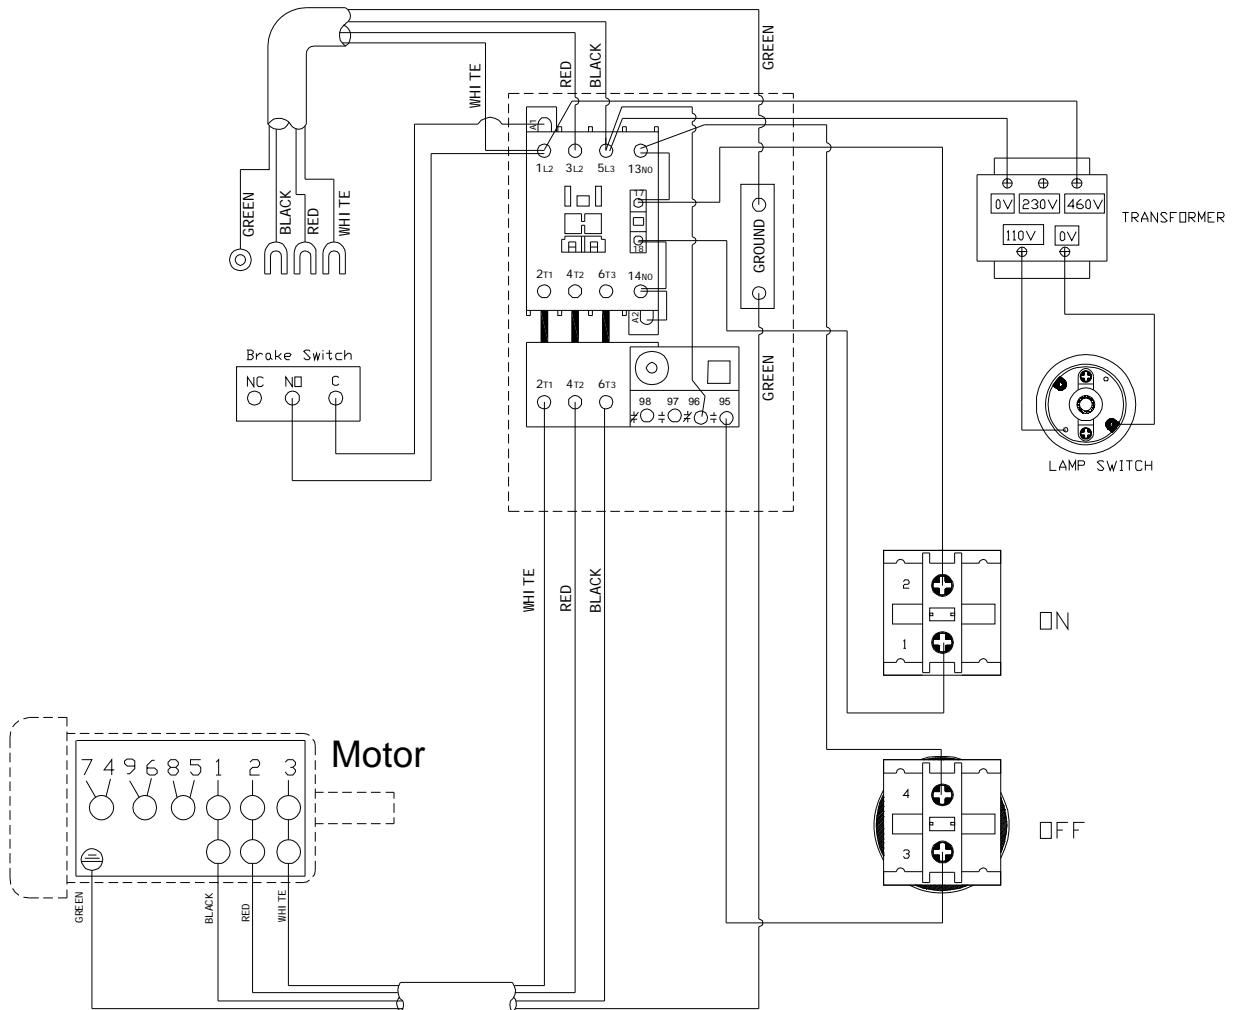 GREEN
WHITE
RED
BLACK
A1
1L2 3L2 5L3 13NO
17
18
GREEN
BLACK
RED
WHITE
GROUND
0V 230V 460V
TRANSFORMER
110V 0V
2T1 4T2 6T3 14NO
A2
Brake Switch
NC NO C
2T1 4T2 6T3
98 97 96 95
GREEN
LAMP SWITCH
WHITE
RED
BLACK
2
1
ON
Motor
7 4 9 6 8 5 1 2 3
4
3
OFF
GREEN
BLACK
RED
WHITE